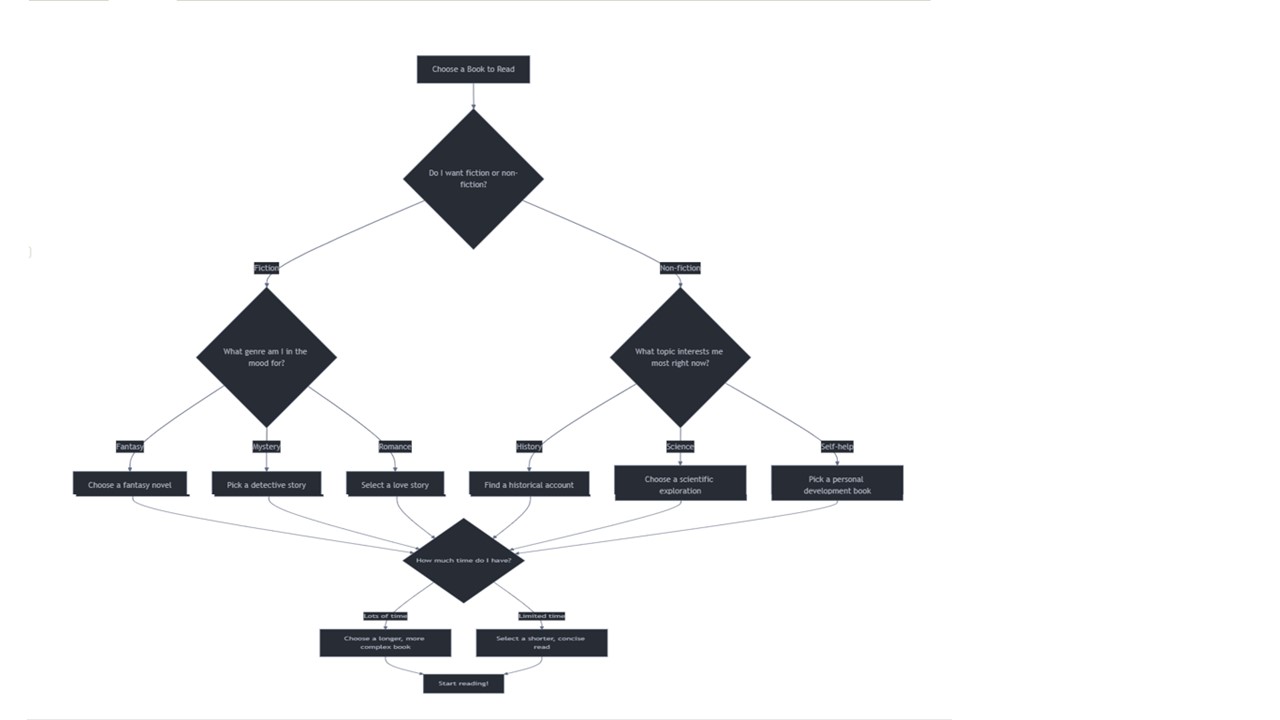 Choose a Book to Read
Do I want fiction or non-
fiction?
Fiction
Non-fiction
What genre am I in the
mood for?
What topic interests me
most right now?
Fantasy
Mystery
Romance
History
Science
Self-help
Choose a fantasy novel
Pick a detective story
Select a love story
Find a historical account
Choose a scientific
exploration
Pick a personal
development book
How much time do I have?
Lots of time
Limited time
Choose a longer, more
complex book
Select a shorter, concise
read
Start reading!